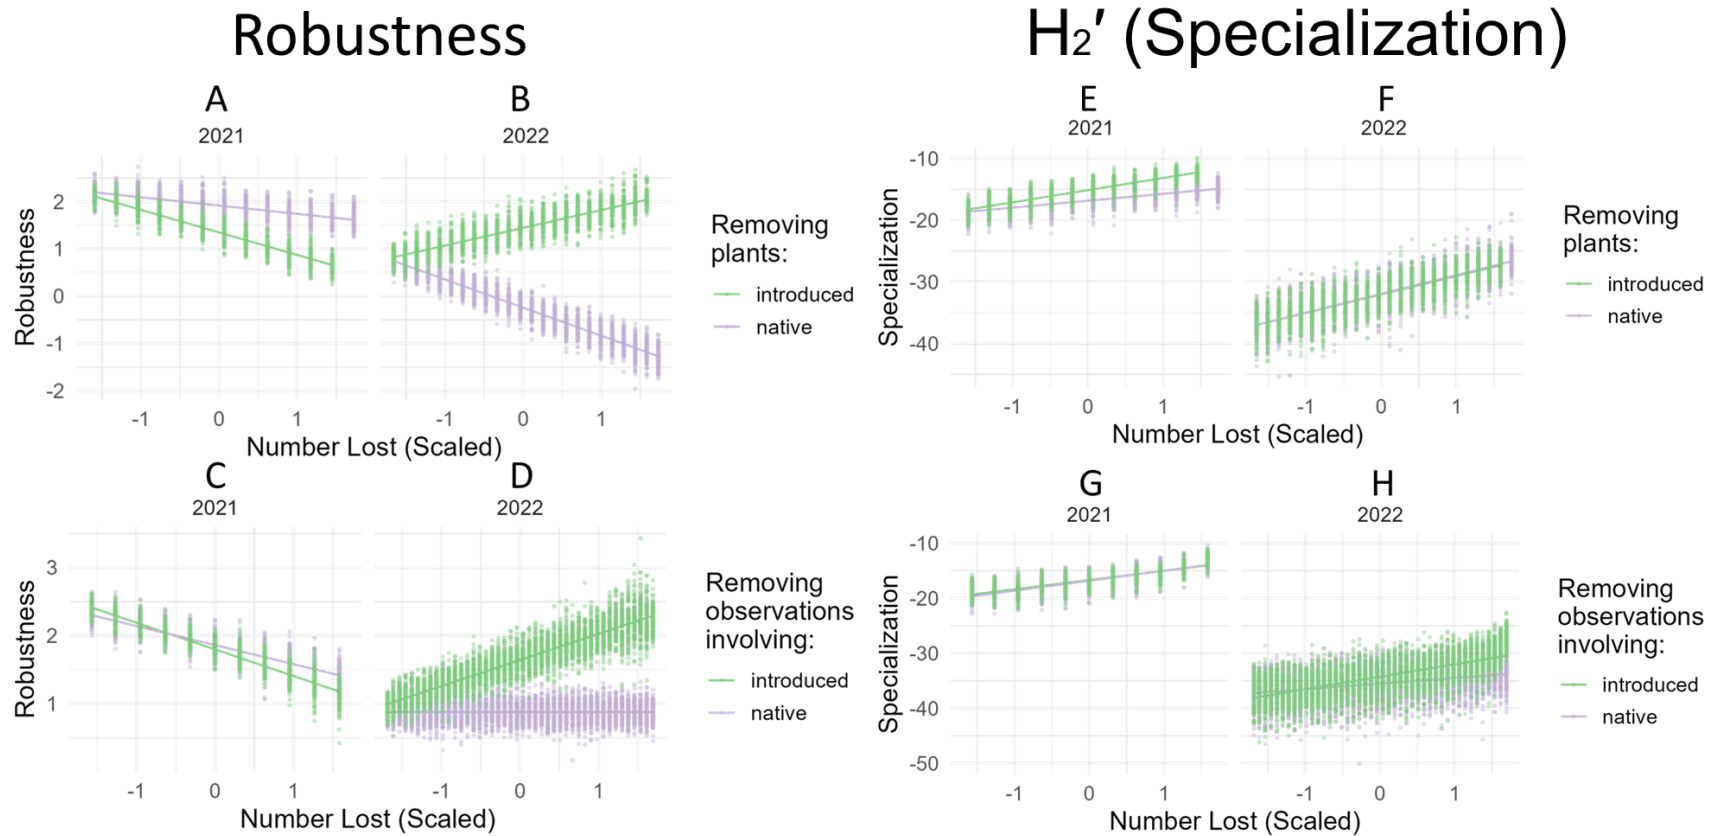 Robustness
H₂′ (Specialization)
A
B
2021
2022
Robustness
2
1
0
-1
-2
-1
0
1
-1
0
1
Number Lost (Scaled)
Removing
plants:
introduced
native
E
F
2021
2022
Specialization
-10
-20
-30
-40
-1
0
1
-1
0
1
Number Lost (Scaled)
Removing
plants:
introduced
native
C
D
2021
2022
Robustness
3
2
1
-1
0
1
-1
0
1
Number Lost (Scaled)
Removing
observations
involving:
introduced
native
G
H
2021
2022
Specialization
-10
-20
-30
-40
-50
-1
0
1
-1
0
1
Number Lost (Scaled)
Removing
observations
involving:
introduced
native